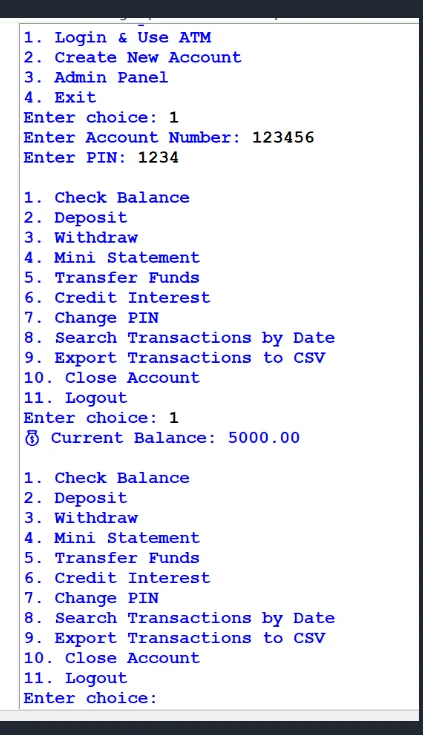 1. Login & Use ATM
2. Create New Account
3. Admin Panel
4. Exit
Enter choice: 1
Enter Account Number: 123456
Enter PIN: 1234
1. Check Balance
2. Deposit
3. Withdraw
4. Mini Statement
5. Transfer Funds
6. Credit Interest
7. Change PIN
8. Search Transactions by Date
9. Export Transactions to CSV
10. Close Account
11. Logout
Enter choice: 1
💰 Current Balance: 5000.00
1. Check Balance
2. Deposit
3. Withdraw
4. Mini Statement
5. Transfer Funds
6. Credit Interest
7. Change PIN
8. Search Transactions by Date
9. Export Transactions to CSV
10. Close Account
11. Logout
Enter choice: